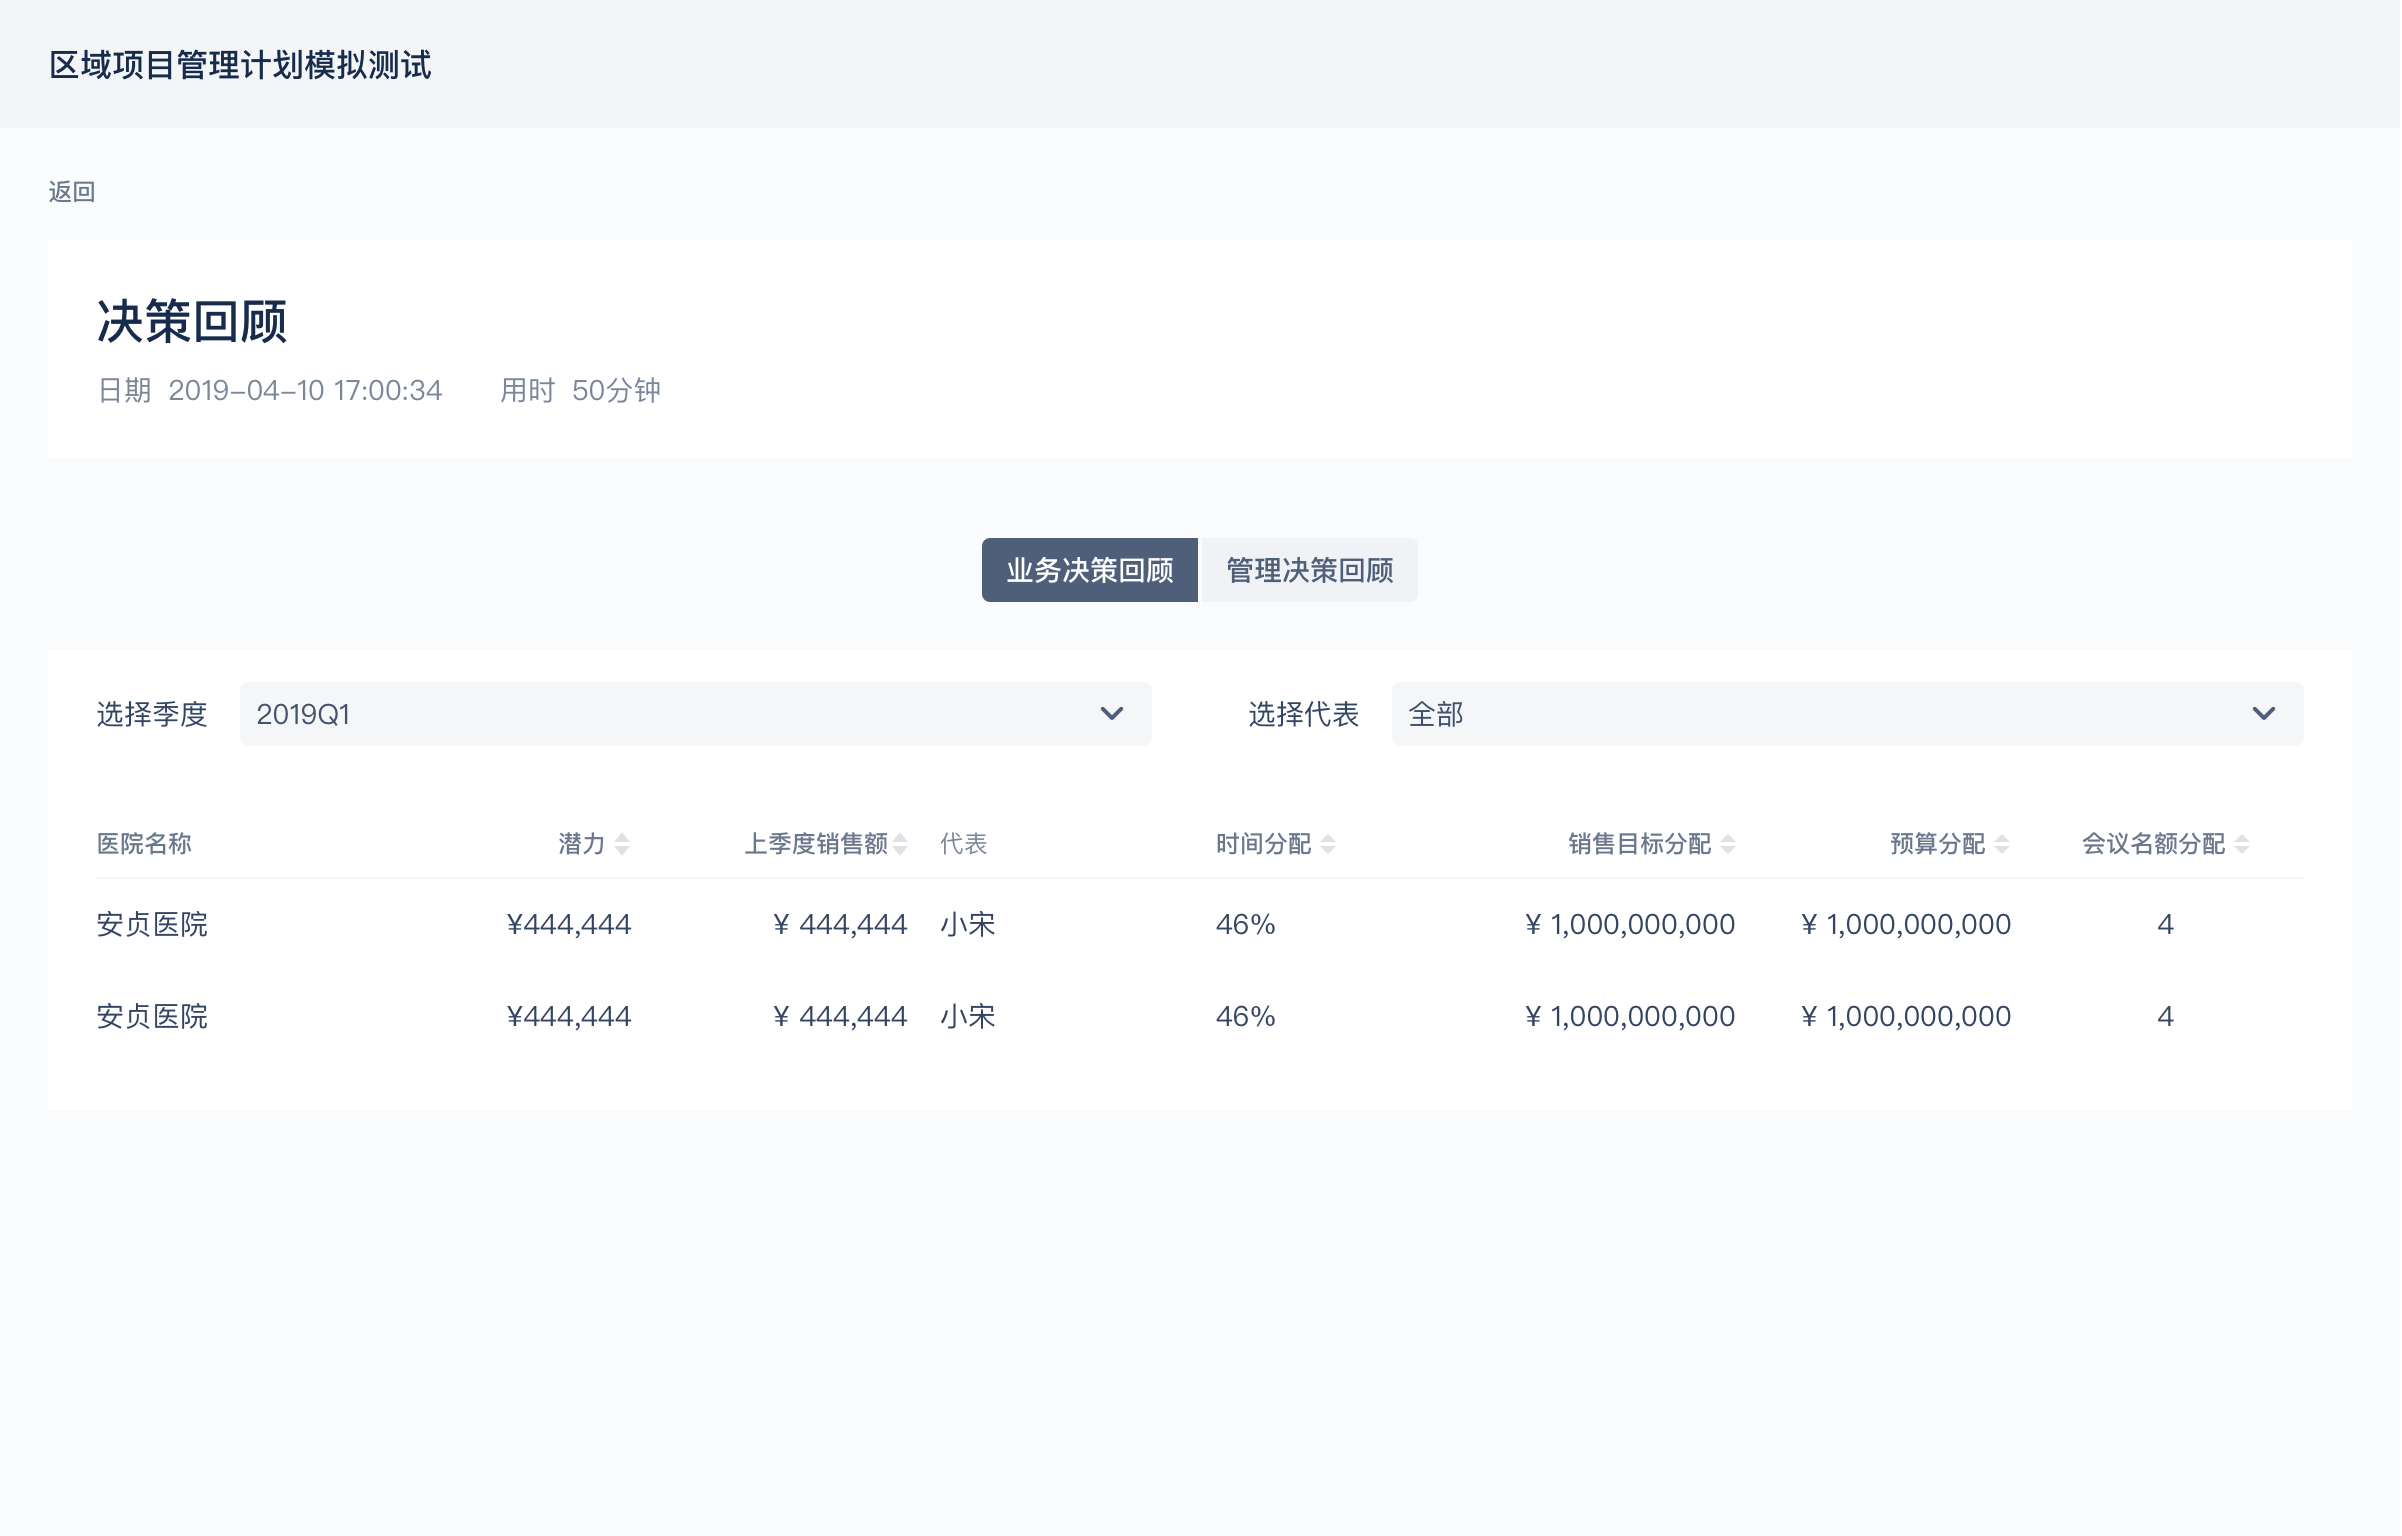 区域项目管理计划模拟测试
返回
决策回顾
日期 2019-04-10 17:00:34 用时 50分钟
业务决策回顾 管理决策回顾
选择季度 2019Q1 选择代表 全部
医院名称 潜力 上季度销售额 代表 时间分配 销售目标分配 预算分配 会议名额分配
安贞医院 ¥444,444 ¥ 444,444 小宋 46% ¥ 1,000,000,000 ¥ 1,000,000,000 4
安贞医院 ¥444,444 ¥ 444,444 小宋 46% ¥ 1,000,000,000 ¥ 1,000,000,000 4